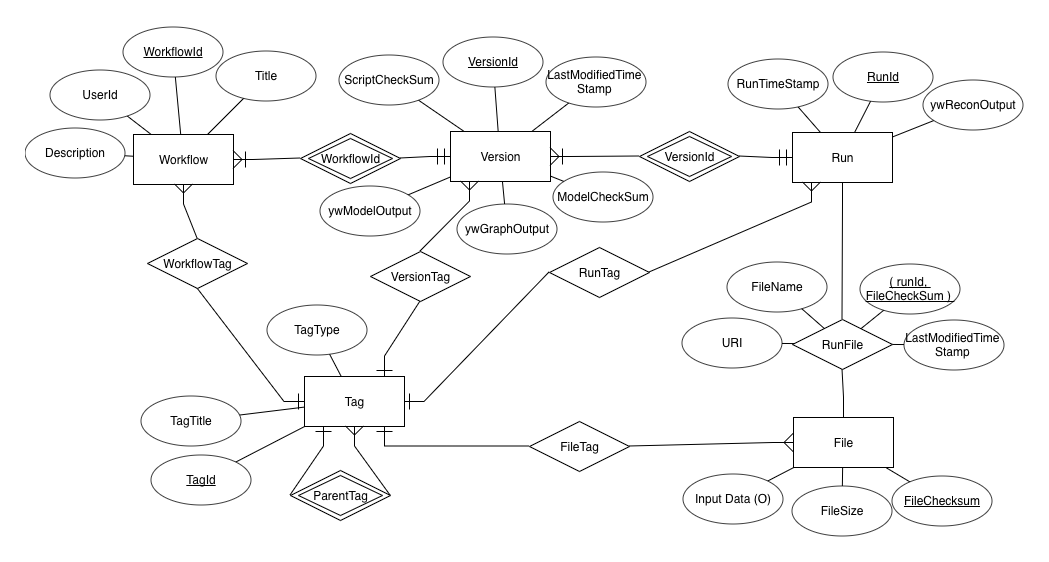 WorkflowId
UserId
Title
Description
Workflow
WorkflowId
ScriptCheckSum
VersionId
LastModifiedTime
Stamp
Version
ywModelOutput
ywGraphOutput
ModelCheckSum
VersionId
RunTimeStamp
RunId
ywReconOutput
Run
WorkflowTag
VersionTag
RunTag
FileName
( runId,
FileCheckSum )
URI
RunFile
LastModifiedTime
Stamp
TagType
Tag
TagTitle
TagId
ParentTag
FileTag
File
Input Data (O)
FileSize
FileChecksum